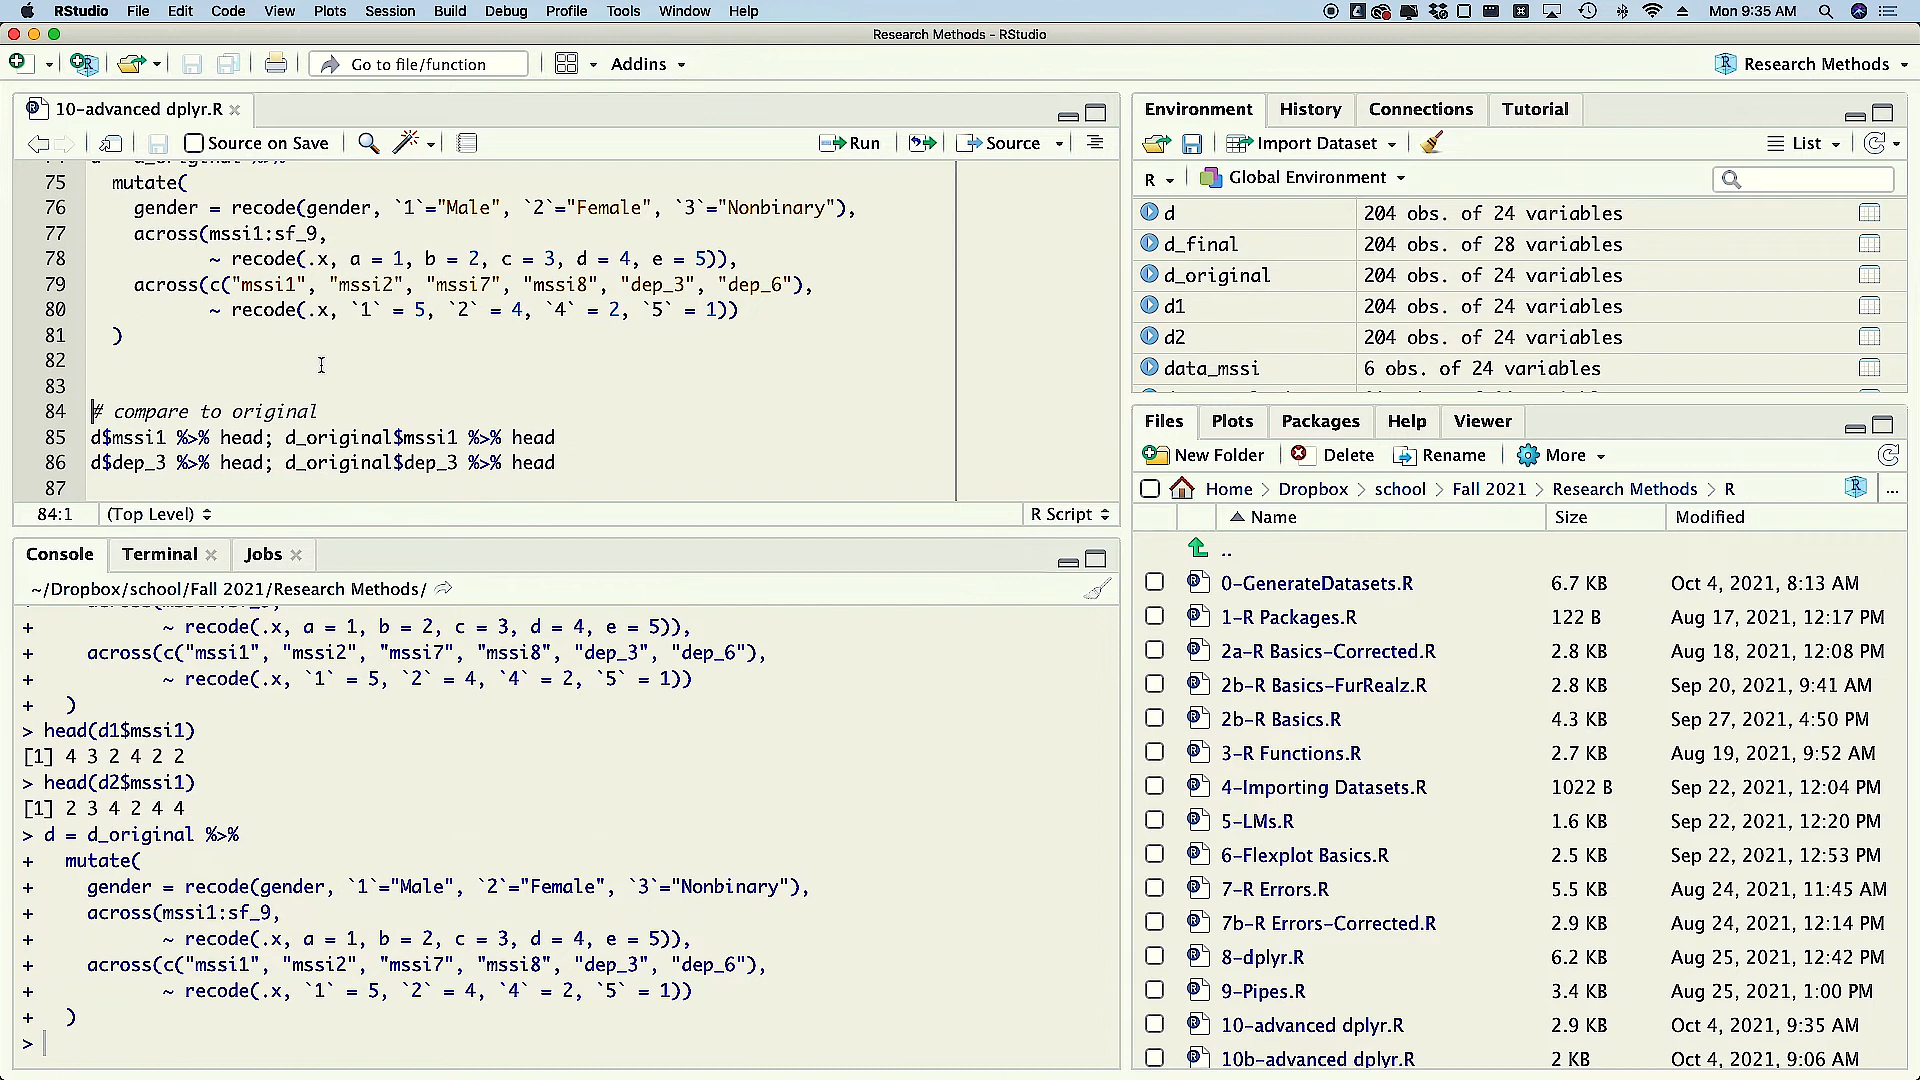 RStudio File Edit Code View Plots Session Build Debug Profile Tools Window Help Mon 9:35 AM
Research Methods - RStudio
Go to file/function Addins Research Methods
10-advanced dplyr.R
Source on Save Run Source
75 mutate(
76 gender = recode(gender, `1`="Male", `2`="Female", `3`="Nonbinary"),
77 across(mssi1:sf_9,
78 ~ recode(.x, a = 1, b = 2, c = 3, d = 4, e = 5)),
79 across(c("mssi1", "mssi2", "mssi7", "mssi8", "dep_3", "dep_6"),
80 ~ recode(.x, `1` = 5, `2` = 4, `4` = 2, `5` = 1))
81 )
82
83
84 # compare to original
85 d$mssi1 %>% head; d_original$mssi1 %>% head
86 d$dep_3 %>% head; d_original$dep_3 %>% head
87
84:1 (Top Level) R Script
Console Terminal Jobs
~/Dropbox/school/Fall 2021/Research Methods/
+ ~ recode(.x, a = 1, b = 2, c = 3, d = 4, e = 5)),
+ across(c("mssi1", "mssi2", "mssi7", "mssi8", "dep_3", "dep_6"),
+ ~ recode(.x, `1` = 5, `2` = 4, `4` = 2, `5` = 1))
+ )
> head(d1$mssi1)
[1] 4 3 2 4 2 2
> head(d2$mssi1)
[1] 2 3 4 2 4 4
> d = d_original %>%
+ mutate(
+ gender = recode(gender, `1`="Male", `2`="Female", `3`="Nonbinary"),
+ across(mssi1:sf_9,
+ ~ recode(.x, a = 1, b = 2, c = 3, d = 4, e = 5)),
+ across(c("mssi1", "mssi2", "mssi7", "mssi8", "dep_3", "dep_6"),
+ ~ recode(.x, `1` = 5, `2` = 4, `4` = 2, `5` = 1))
+ )
>
Environment History Connections Tutorial
Import Dataset List
R Global Environment
d 204 obs. of 24 variables
d_final 204 obs. of 28 variables
d_original 204 obs. of 24 variables
d1 204 obs. of 24 variables
d2 204 obs. of 24 variables
data_mssi 6 obs. of 24 variables
Files Plots Packages Help Viewer
New Folder Delete Rename More
Home > Dropbox > school > Fall 2021 > Research Methods > R ...
Name Size Modified
..
0-GenerateDatasets.R 6.7 KB Oct 4, 2021, 8:13 AM
1-R Packages.R 122 B Aug 17, 2021, 12:17 PM
2a-R Basics-Corrected.R 2.8 KB Aug 18, 2021, 12:08 PM
2b-R Basics-FurRealz.R 2.8 KB Sep 20, 2021, 9:41 AM
2b-R Basics.R 4.3 KB Sep 27, 2021, 4:50 PM
3-R Functions.R 2.7 KB Aug 19, 2021, 9:52 AM
4-Importing Datasets.R 1022 B Sep 22, 2021, 12:04 PM
5-LMs.R 1.6 KB Sep 22, 2021, 12:20 PM
6-Flexplot Basics.R 2.5 KB Sep 22, 2021, 12:53 PM
7-R Errors.R 5.5 KB Aug 24, 2021, 11:45 AM
7b-R Errors-Corrected.R 2.9 KB Aug 24, 2021, 12:14 PM
8-dplyr.R 6.2 KB Aug 25, 2021, 12:42 PM
9-Pipes.R 3.4 KB Aug 25, 2021, 1:00 PM
10-advanced dplyr.R 2.9 KB Oct 4, 2021, 9:35 AM
10b-advanced dplyr.R 2 KB Oct 4, 2021, 9:06 AM